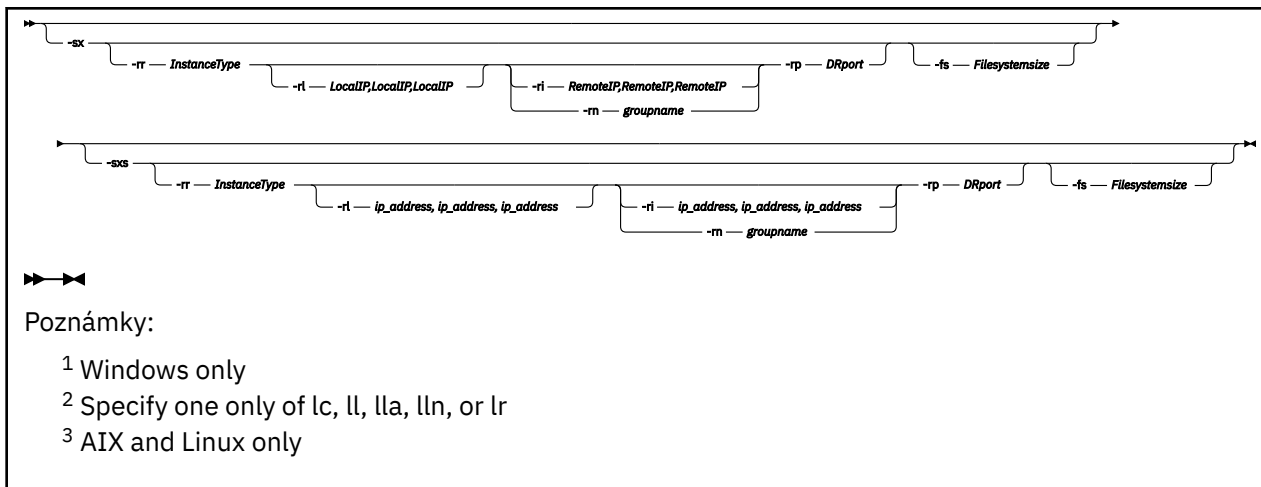 -sx
-rr InstanceType -rp DRport -fs Filesystemsize
-rl LocalIP,LocalIP,LocalIP -ri RemoteIP,RemoteIP,RemoteIP
-rn groupname
-sxs
-rr InstanceType -rp DRport -fs Filesystemsize
-rl ip_address, ip_address, ip_address -ri ip_address, ip_address, ip_address
-rn groupname
Poznámky:
1 Windows only
2 Specify one only of lc, ll, lla, lln, or lr
3 AIX and Linux only